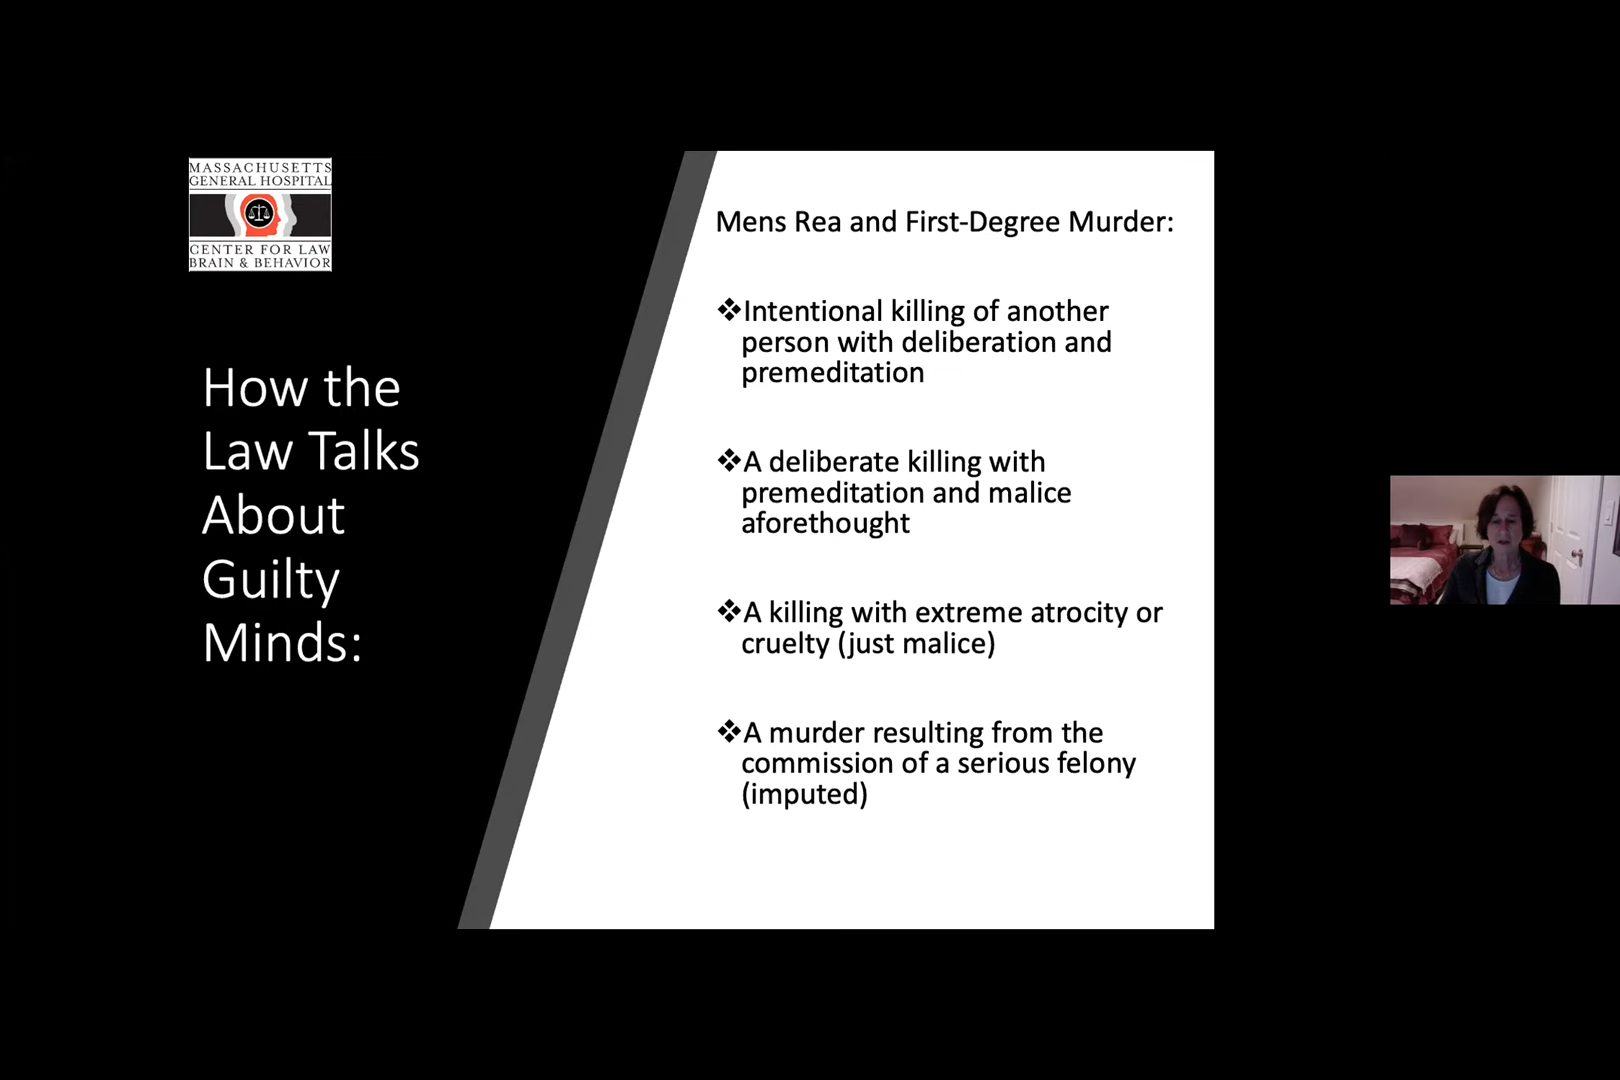 MASSACHUSETTS
GENERAL HOSPITAL
CENTER FOR LAW
BRAIN & BEHAVIOR
How the
Law Talks
About
Guilty
Minds:
Mens Rea and First-Degree Murder:
❖Intentional killing of another
person with deliberation and
premeditation
❖A deliberate killing with
premeditation and malice
aforethought
❖A killing with extreme atrocity or
cruelty (just malice)
❖A murder resulting from the
commission of a serious felony
(imputed)